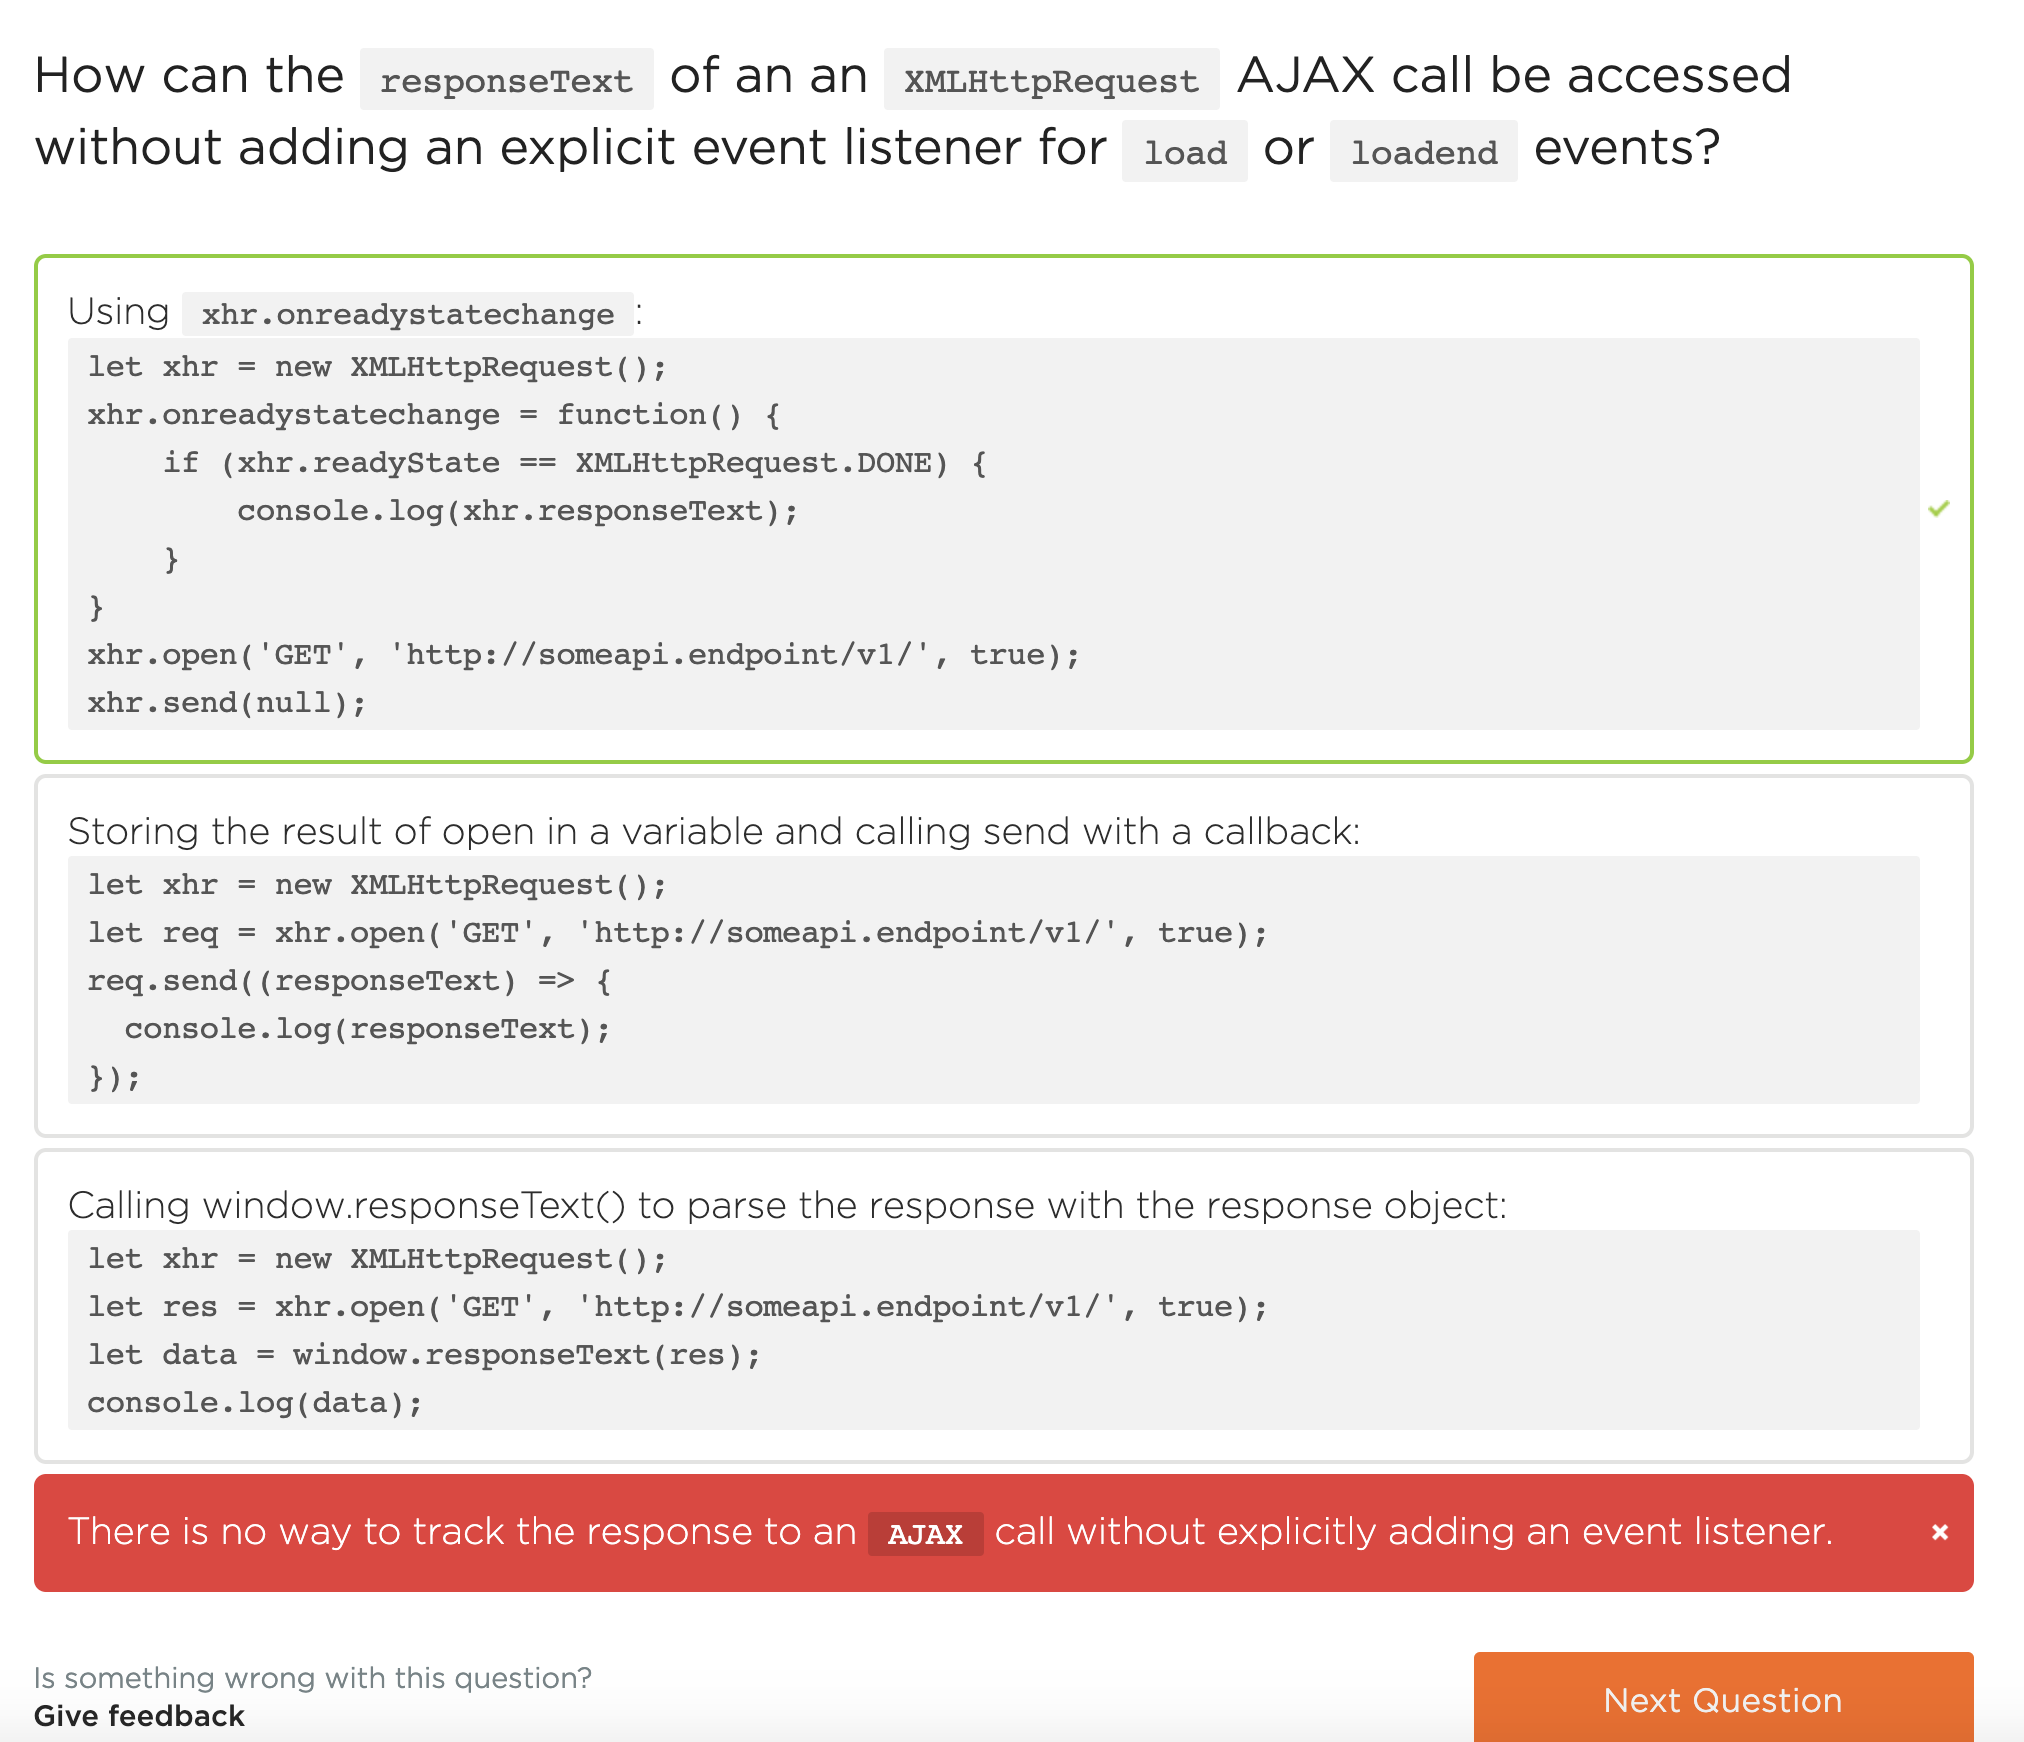 How can the responseText of an an XMLHttpRequest AJAX call be accessed
without adding an explicit event listener for load or loadend events?
Using xhr.onreadystatechange :
let xhr = new XMLHttpRequest();
xhr.onreadystatechange = function() {
    if (xhr.readyState == XMLHttpRequest.DONE) {
        console.log(xhr.responseText);
    }
}
xhr.open('GET', 'http://someapi.endpoint/v1/', true);
xhr.send(null);
Storing the result of open in a variable and calling send with a callback:
let xhr = new XMLHttpRequest();
let req = xhr.open('GET', 'http://someapi.endpoint/v1/', true);
req.send((responseText) => {
  console.log(responseText);
});
Calling window.responseText() to parse the response with the response object:
let xhr = new XMLHttpRequest();
let res = xhr.open('GET', 'http://someapi.endpoint/v1/', true);
let data = window.responseText(res);
console.log(data);
There is no way to track the response to an AJAX call without explicitly adding an event listener.
Is something wrong with this question?
Give feedback
Next Question